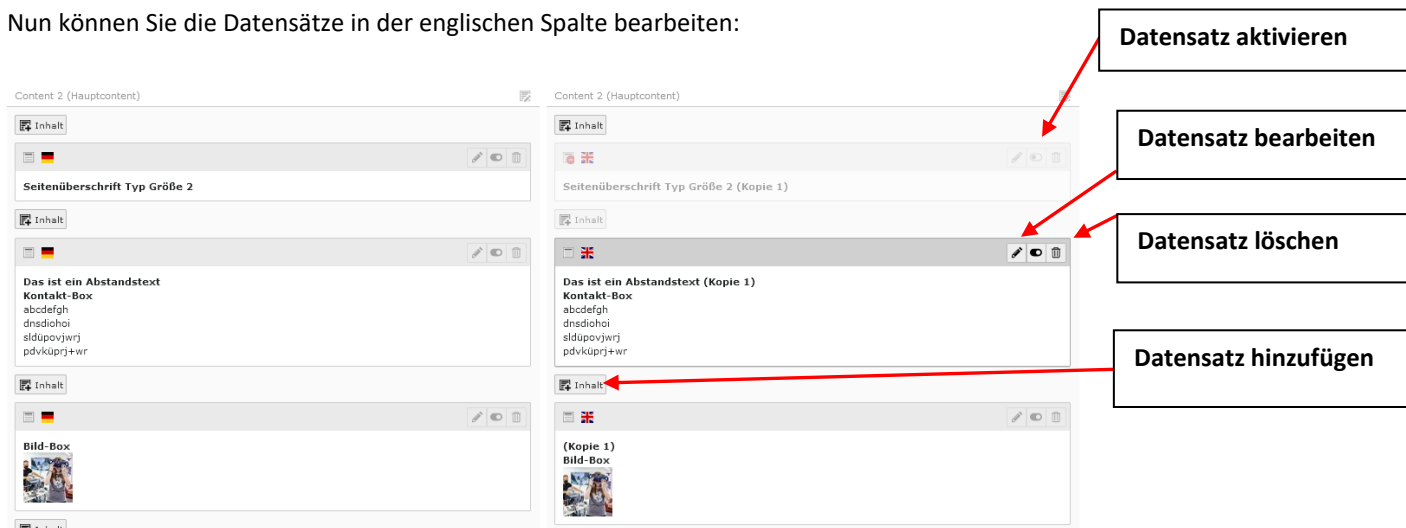 Nun können Sie die Datensätze in der englischen Spalte bearbeiten:
Datensatz aktivieren
Datensatz bearbeiten
Datensatz löschen
Datensatz hinzufügen
Content 2 (Hauptcontent)
Inhalt
Seitenüberschrift Typ Größe 2
Inhalt
Das ist ein Abstandstext
Kontakt-Box
abcdefgh
dnsdiohoi
sldüpovjwrj
pdvküprj+wr
Inhalt
Bild-Box
Inhalt
Content 2 (Hauptcontent)
Inhalt
Seitenüberschrift Typ Größe 2 (Kopie 1)
Inhalt
Das ist ein Abstandstext (Kopie 1)
Kontakt-Box
abcdefgh
dnsdiohoi
sldüpovjwrj
pdvküprj+wr
Inhalt
(Kopie 1)
Bild-Box